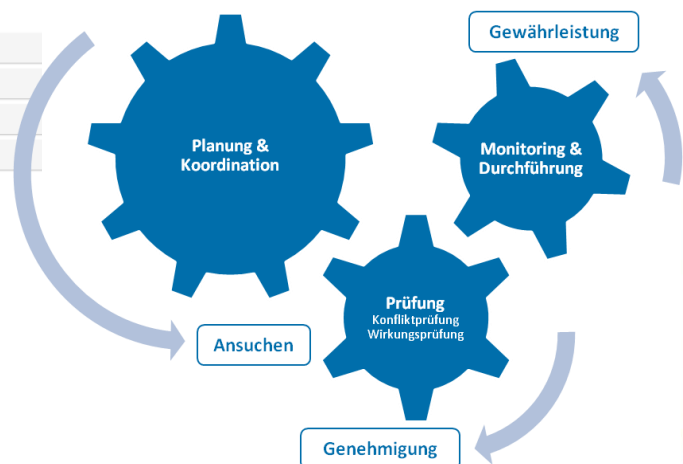 Gewährleistung
Planung &
Koordination
Monitoring &
Durchführung
Prüfung
Konfliktprüfung
Wirkungsprüfung
Ansuchen
Genehmigung